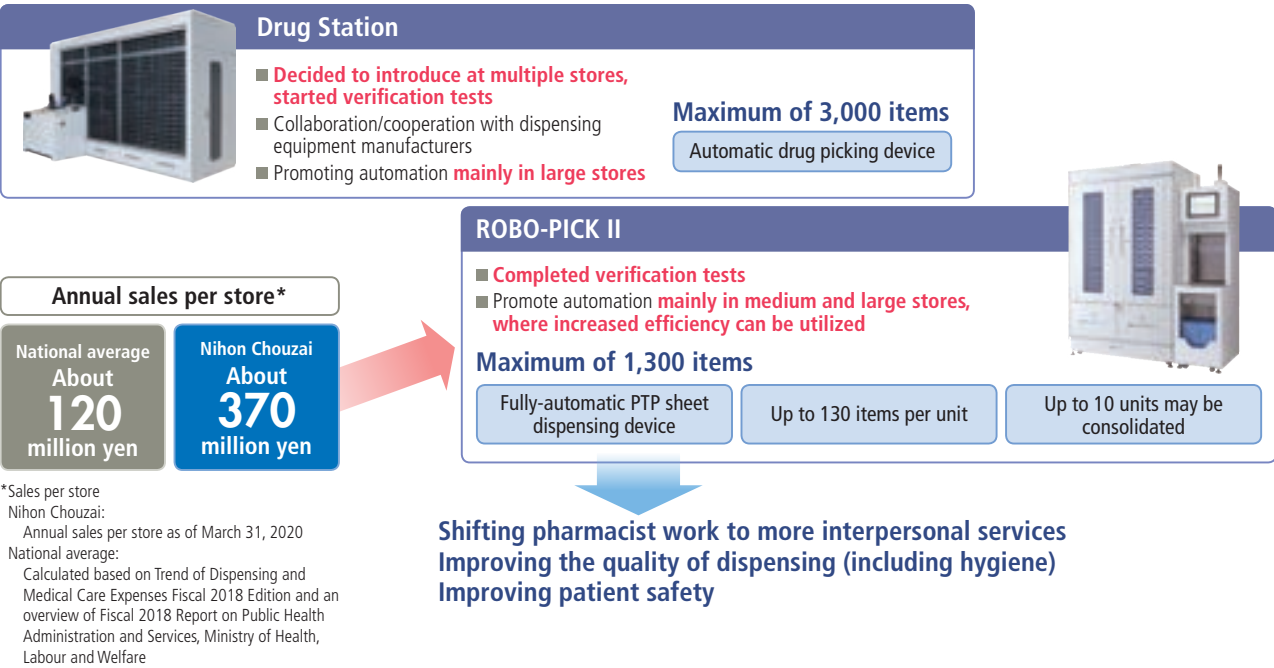 Drug Station
■ Decided to introduce at multiple stores,
started verification tests
■ Collaboration/cooperation with dispensing
equipment manufacturers
■ Promoting automation mainly in large stores
Maximum of 3,000 items
Automatic drug picking device
ROBO-PICK II
■ Completed verification tests
■ Promote automation mainly in medium and large stores,
where increased efficiency can be utilized
Maximum of 1,300 items
Fully-automatic PTP sheet
dispensing device
Up to 130 items per unit
Up to 10 units may be
consolidated
Annual sales per store*
National average
About
120
million yen
Nihon Chouzai
About
370
million yen
*Sales per store
Nihon Chouzai:
Annual sales per store as of March 31, 2020
National average:
Calculated based on Trend of Dispensing and
Medical Care Expenses Fiscal 2018 Edition and an
overview of Fiscal 2018 Report on Public Health
Administration and Services, Ministry of Health,
Labour and Welfare
Shifting pharmacist work to more interpersonal services
Improving the quality of dispensing (including hygiene)
Improving patient safety